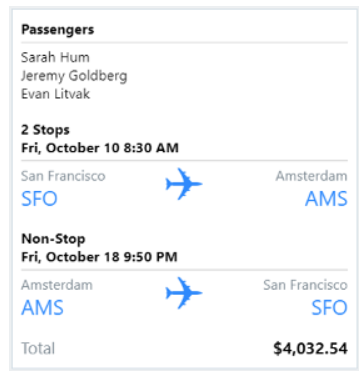 Passengers
Sarah Hum
Jeremy Goldberg
Evan Litvak
2 Stops
Fri, October 10 8:30 AM
San Francisco Amsterdam
SFO AMS
Non-Stop
Fri, October 18 9:50 PM
Amsterdam San Francisco
AMS SFO
Total $4,032.54